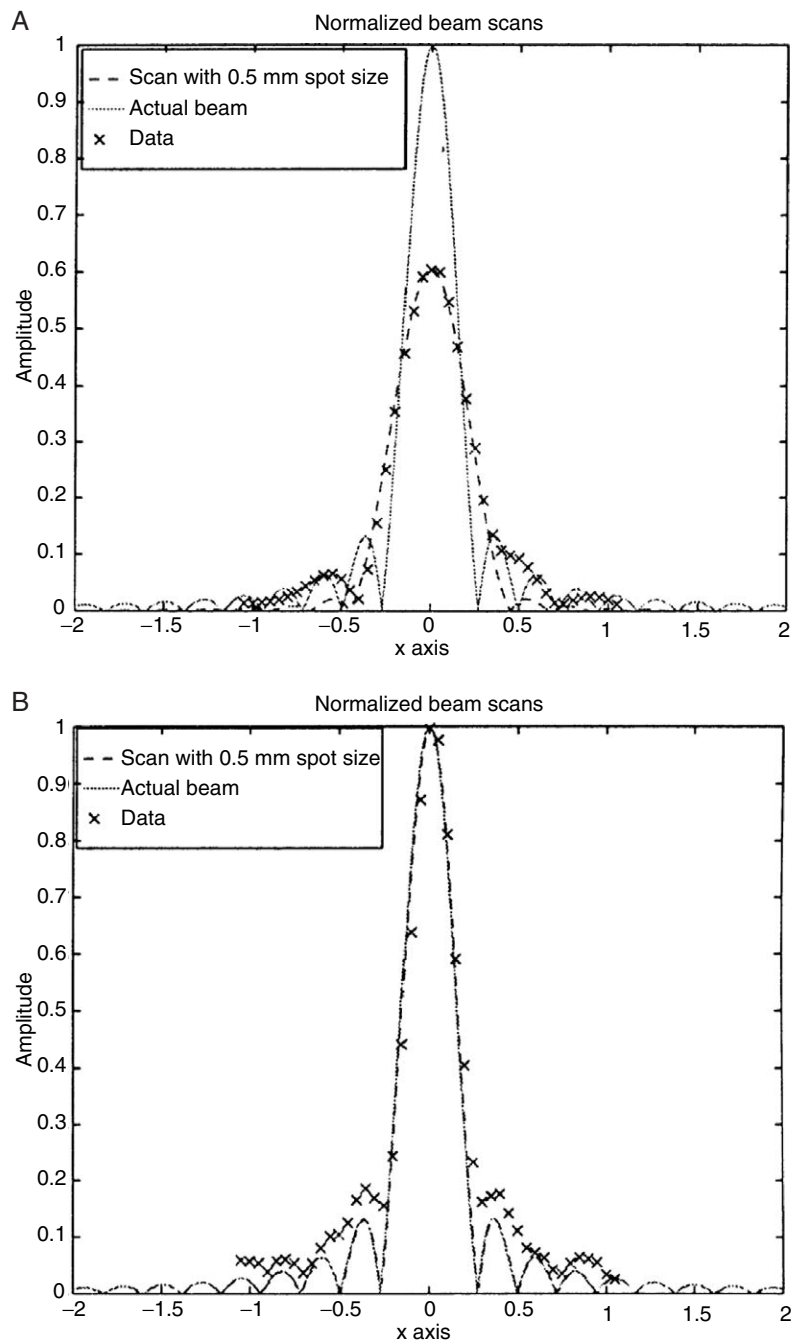 A
Normalized beam scans
Scan with 0.5 mm spot size
Actual beam
Data
Amplitude
1
0.9
0.8
0.7
0.6
0.5
0.4
0.3
0.2
0.1
0
−2
−1.5
−1
−0.5
0
0.5
1
1.5
2
x axis
B
Normalized beam scans
Scan with 0.5 mm spot size
Actual beam
Data
Amplitude
1
0.9
0.8
0.7
0.6
0.5
0.4
0.3
0.2
0.1
0
−2
−1.5
−1
−0.5
0
0.5
1
1.5
2
x axis